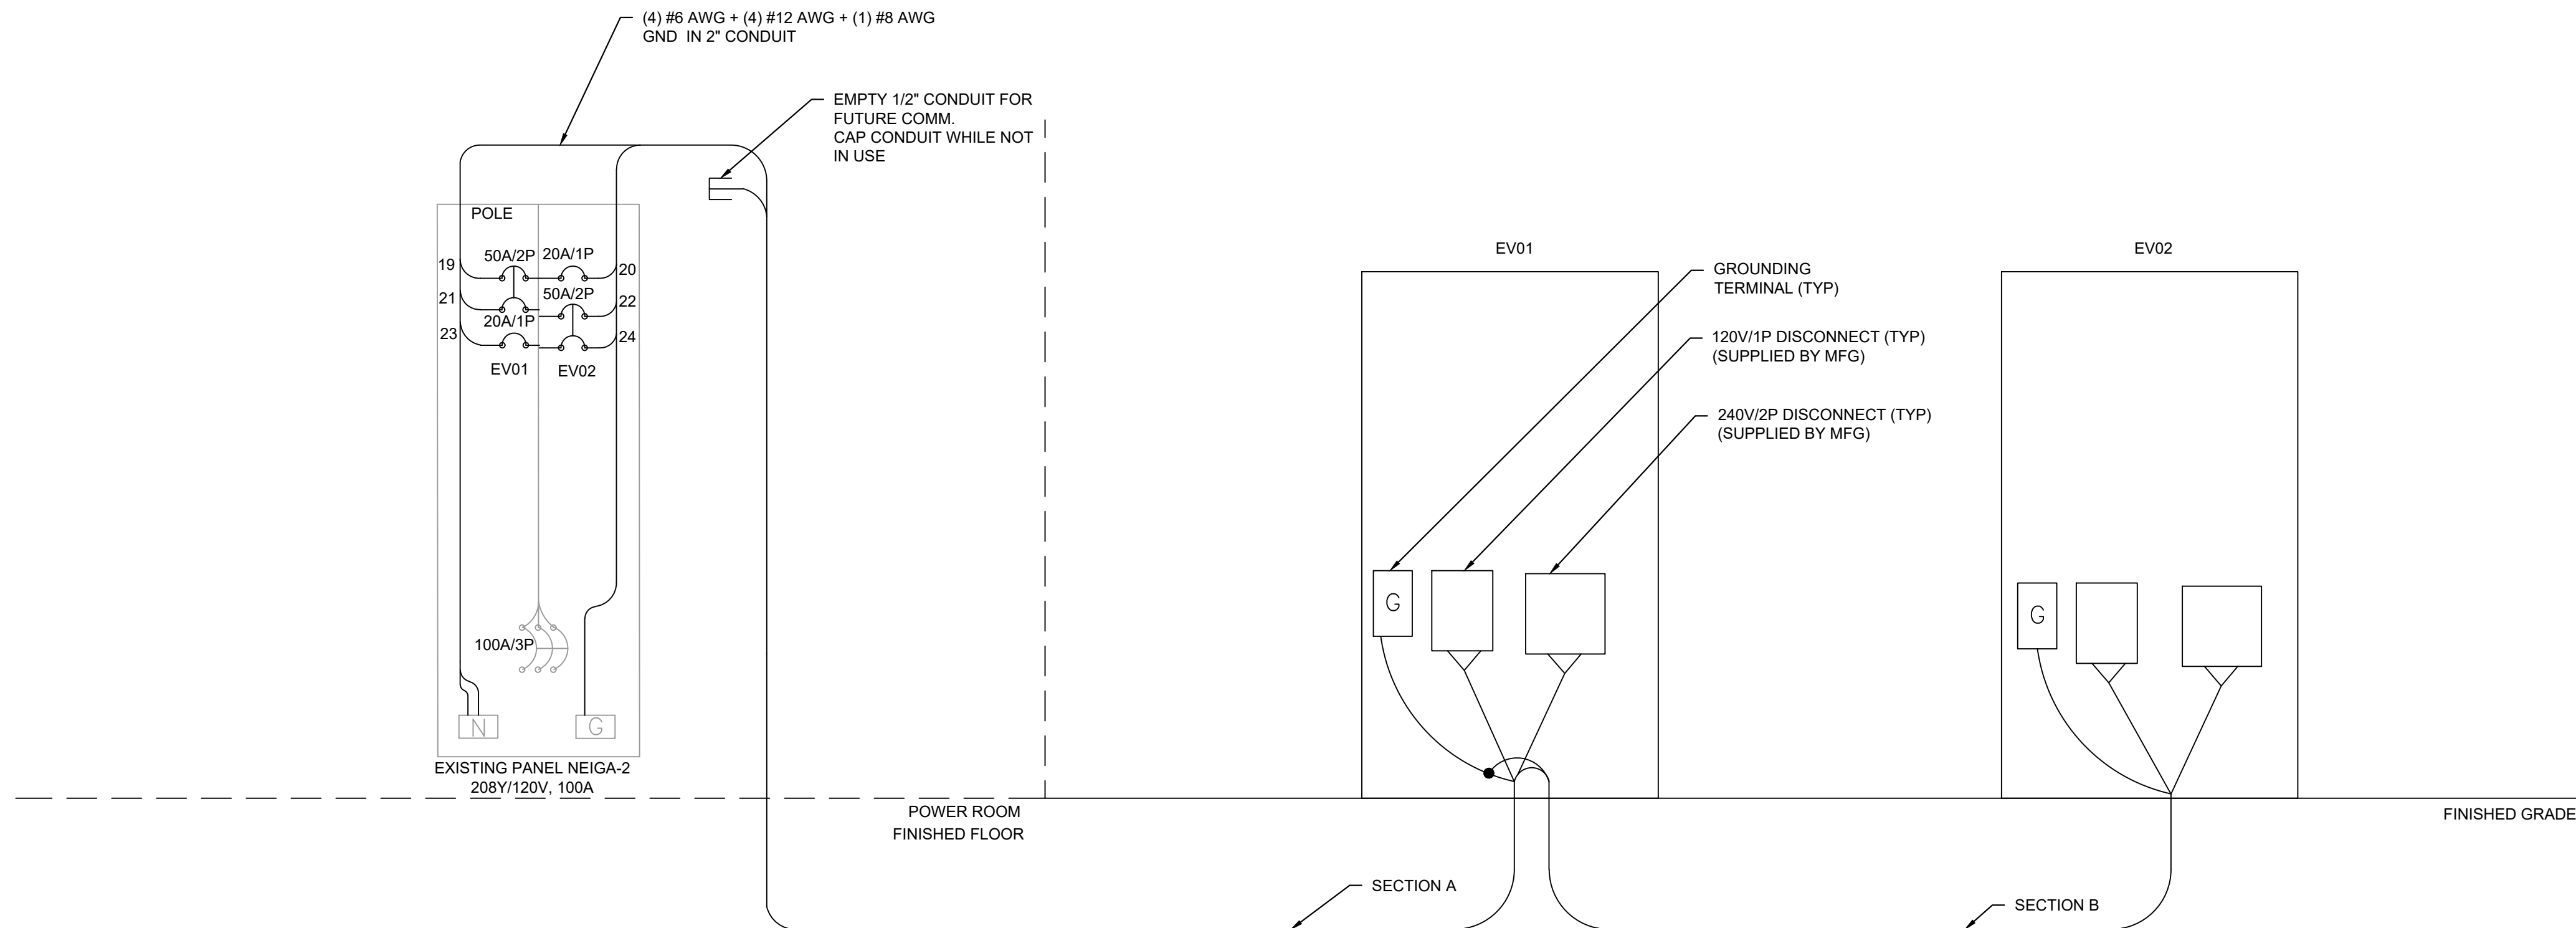 (4) #6 AWG + (4) #12 AWG + (1) #8 AWG
GND IN 2" CONDUIT
EMPTY 1/2" CONDUIT FOR
FUTURE COMM.
CAP CONDUIT WHILE NOT
IN USE
POLE
50A/2P
20A/1P
19
20
21
50A/2P
22
20A/1P
23
24
EV01
EV02
100A/3P
N
G
EXISTING PANEL NEIGA-2
208Y/120V, 100A
POWER ROOM
FINISHED FLOOR
EV01
GROUNDING
TERMINAL (TYP)
120V/1P DISCONNECT (TYP)
(SUPPLIED BY MFG)
240V/2P DISCONNECT (TYP)
(SUPPLIED BY MFG)
G
EV02
G
FINISHED GRADE
SECTION A
SECTION B